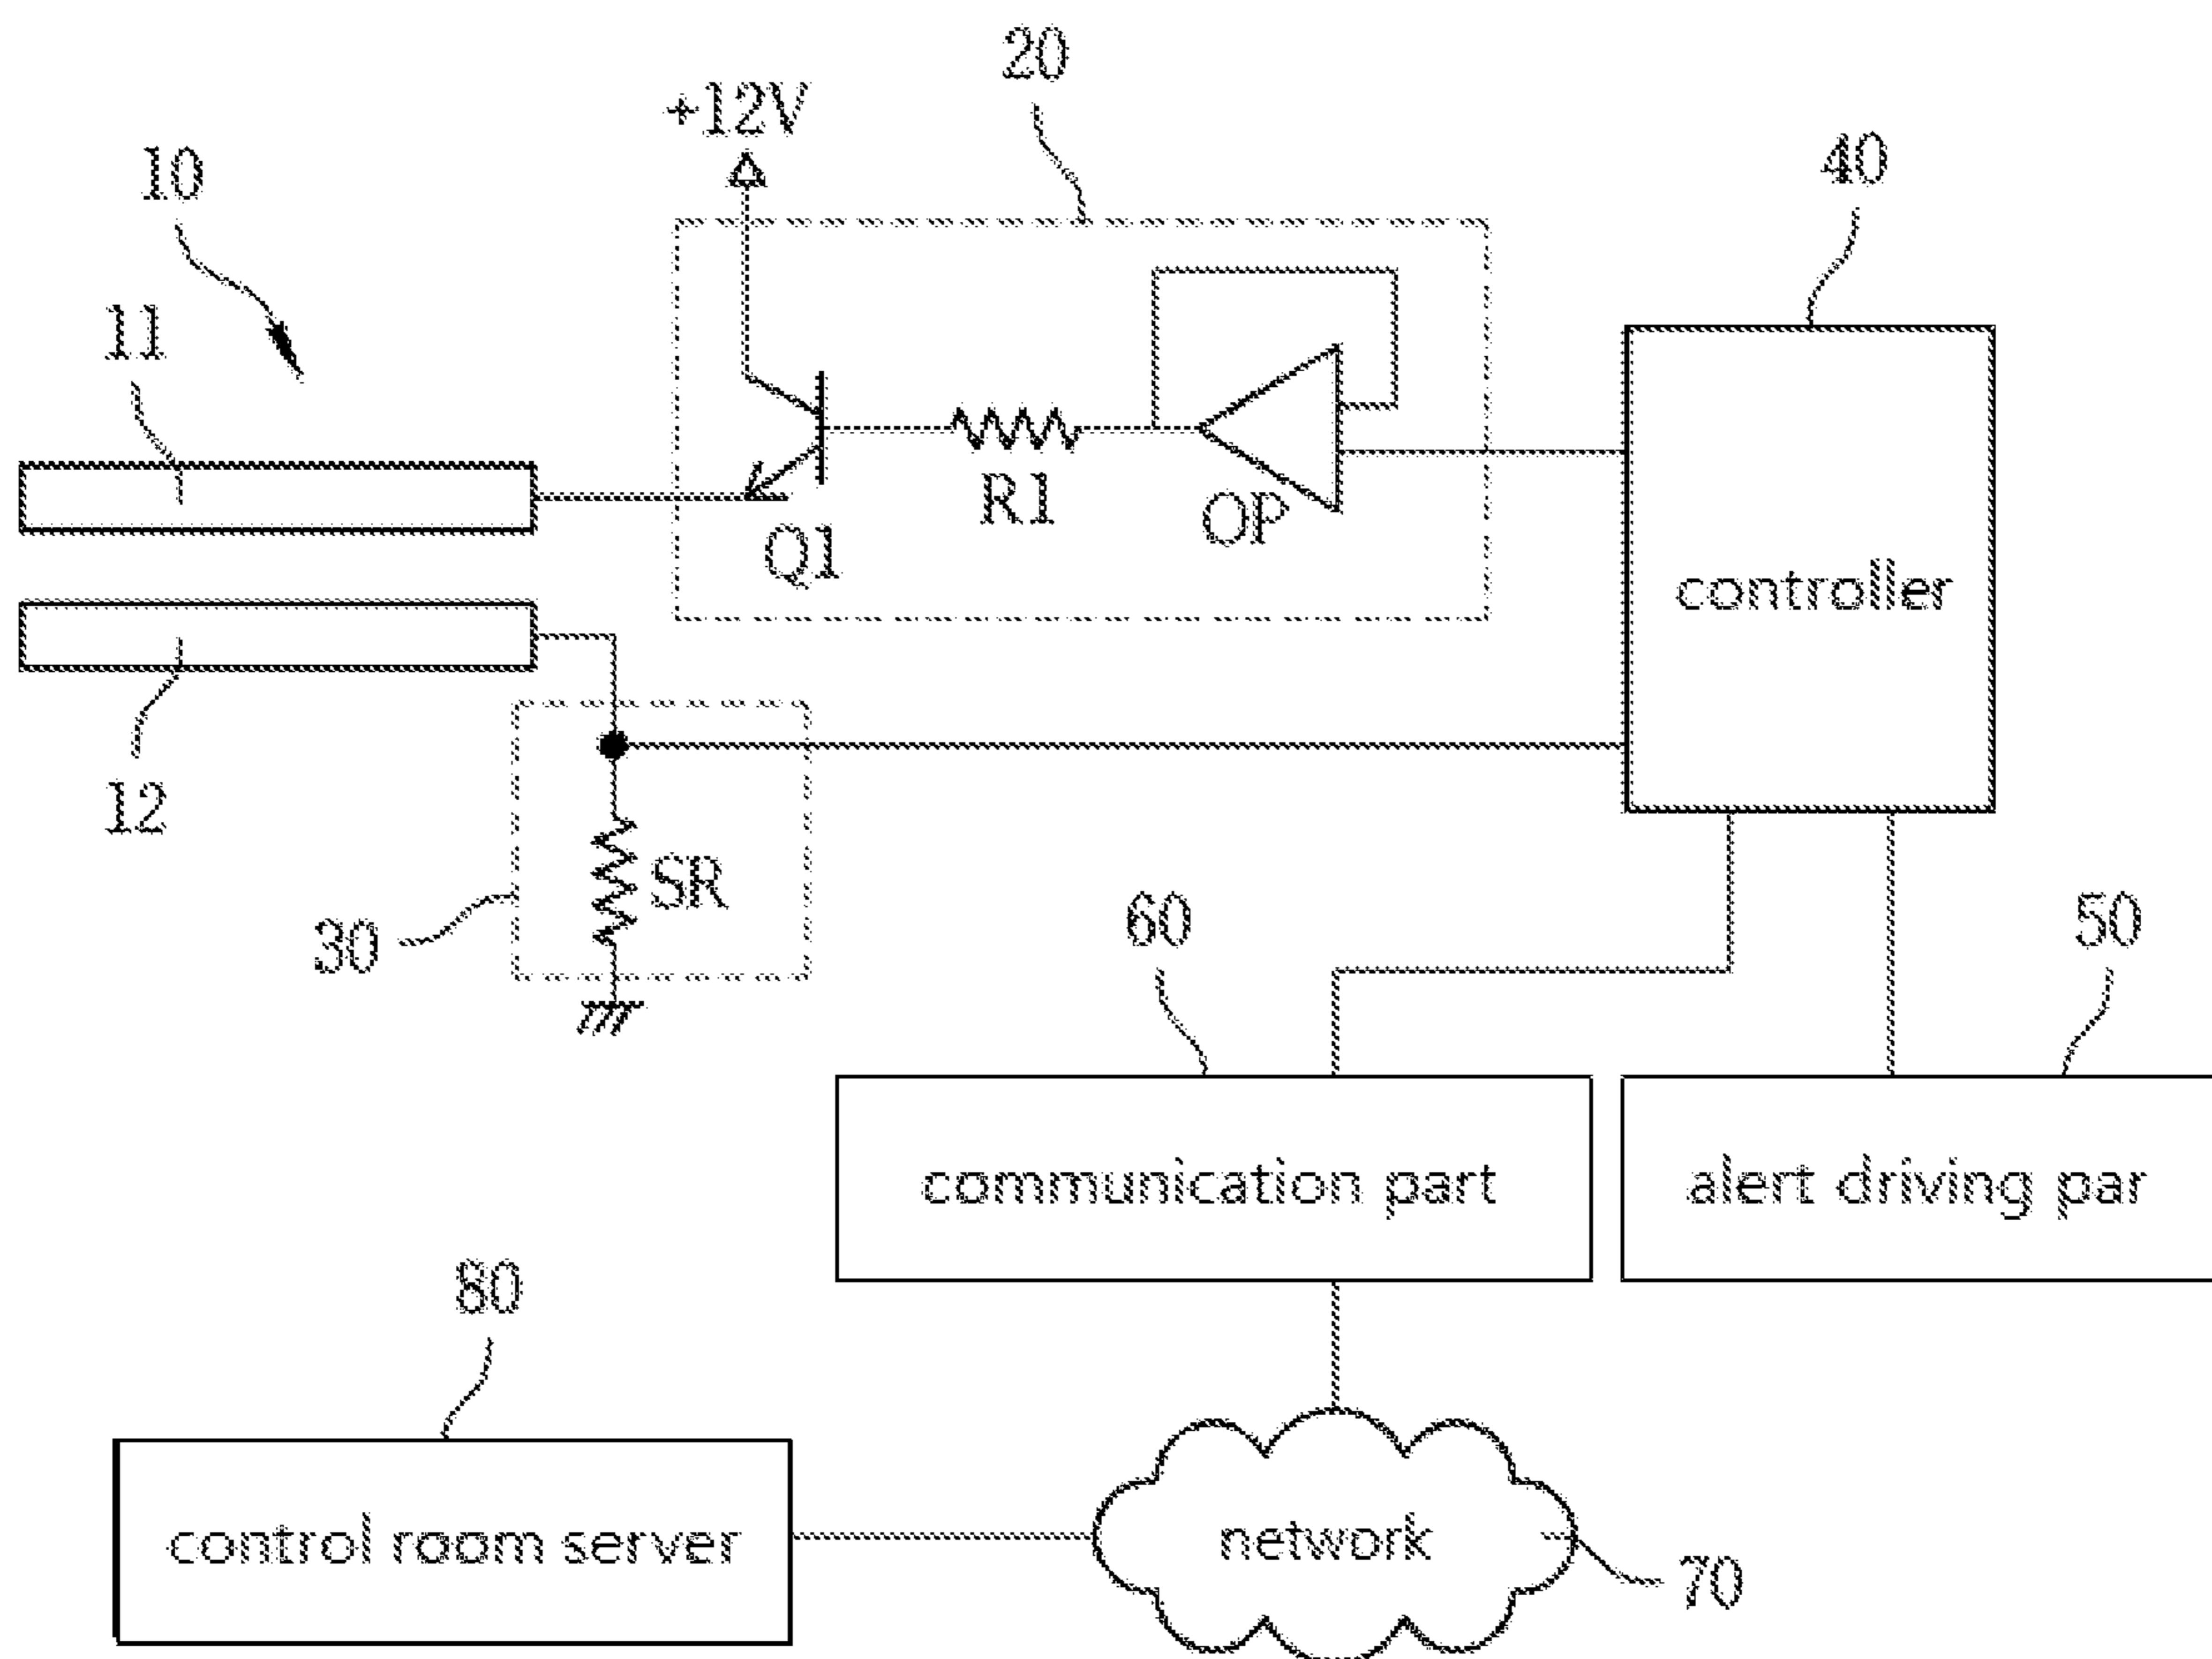 20
+12V
10
40
11
R1
OP
Q1
controller
12
SR
30
60
50
communication part
alert driving par
80
control room server
network
70